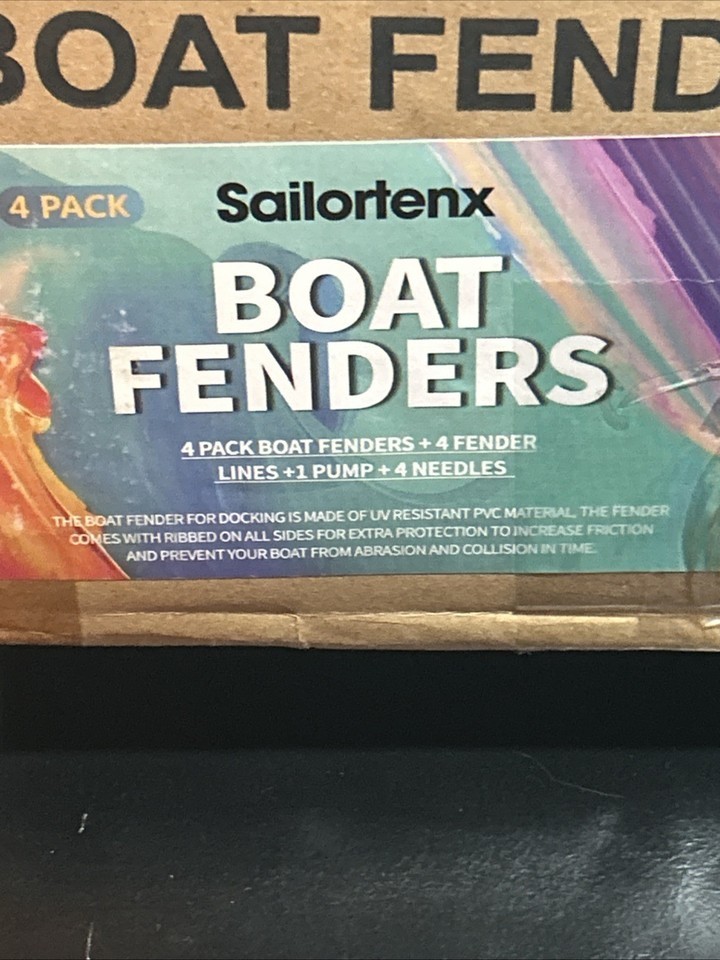 BOAT FEND
4 PACK
Sailortenx
BOAT
FENDERS
4 PACK BOAT FENDERS + 4 FENDER
LINES +1 PUMP + 4 NEEDLES
THE BOAT FENDER FOR DOCKING IS MADE OF UV RESISTANT PVC MATERIAL, THE FENDER
COMES WITH RIBBED ON ALL SIDES FOR EXTRA PROTECTION TO INCREASE FRICTION
AND PREVENT YOUR BOAT FROM ABRASION AND COLLISION IN TIME.